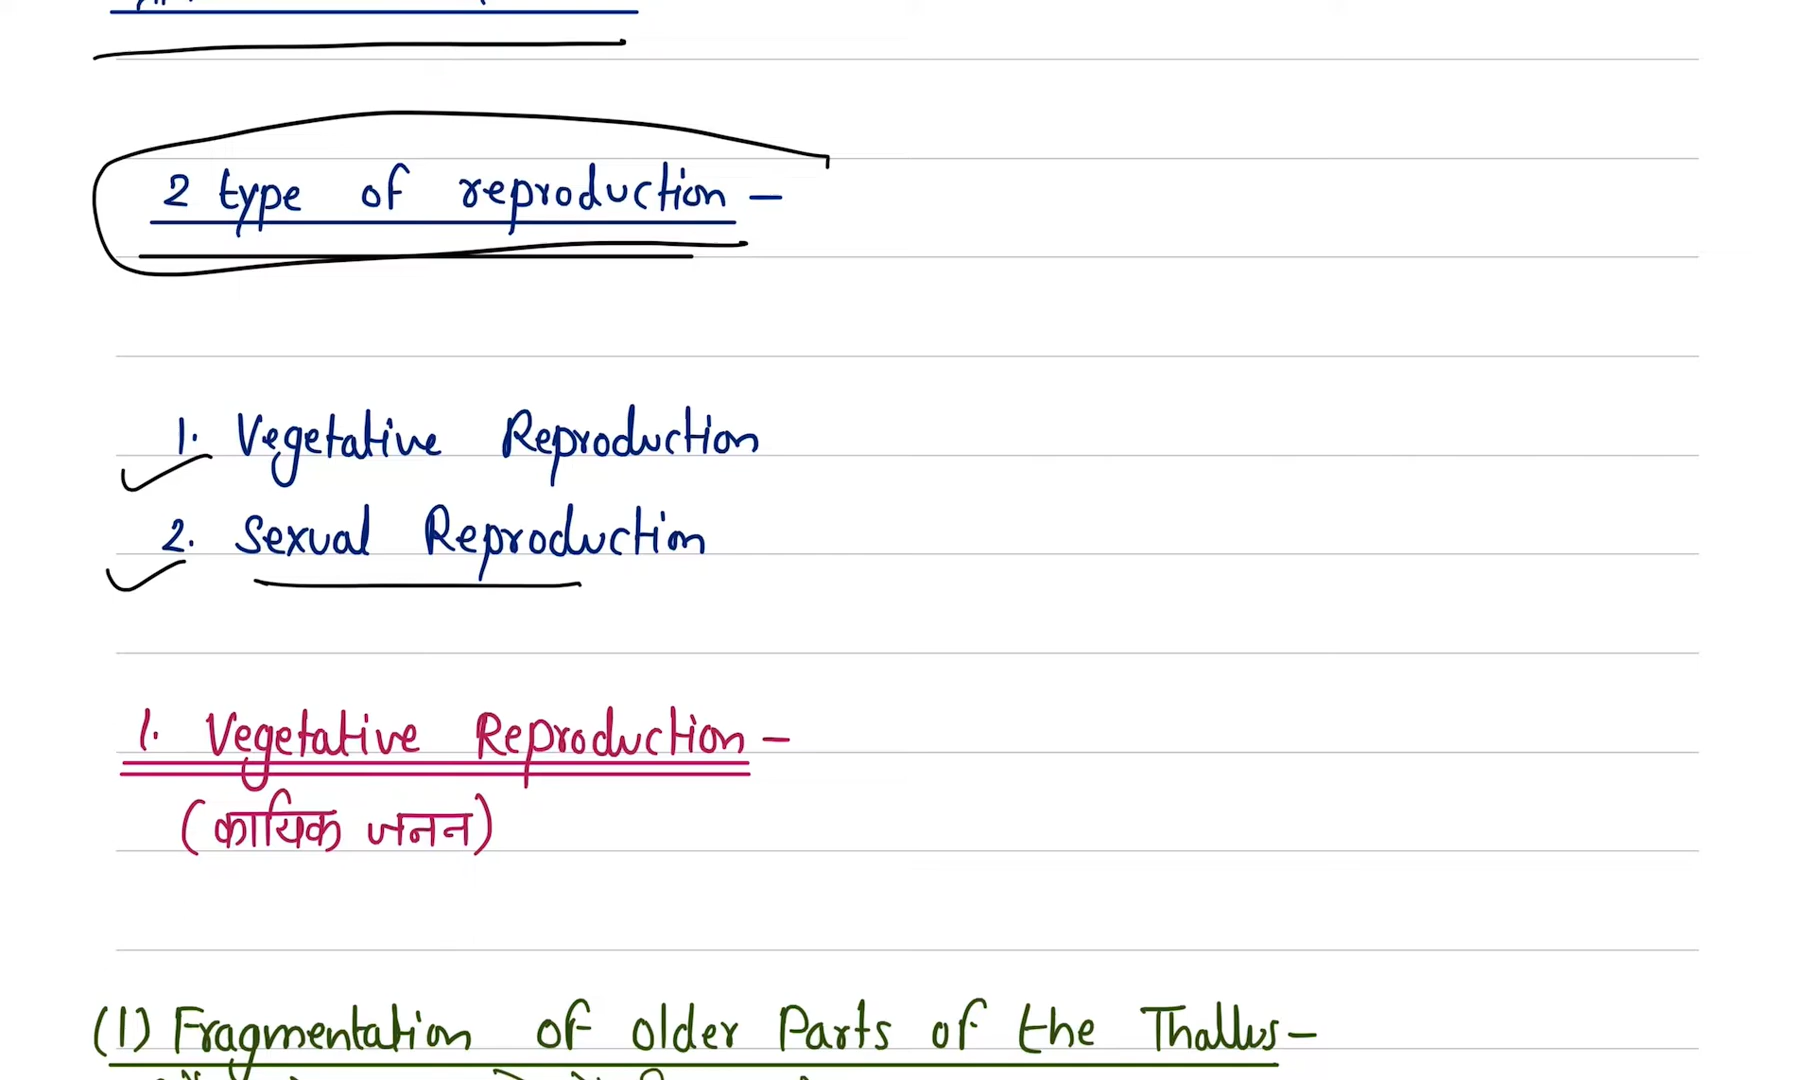 2 type of reproduction -
1. Vegetative Reproduction
2. Sexual Reproduction
1. Vegetative Reproduction -
(कायिक जनन)
(1) Fragmentation of older Parts of the Thallus -